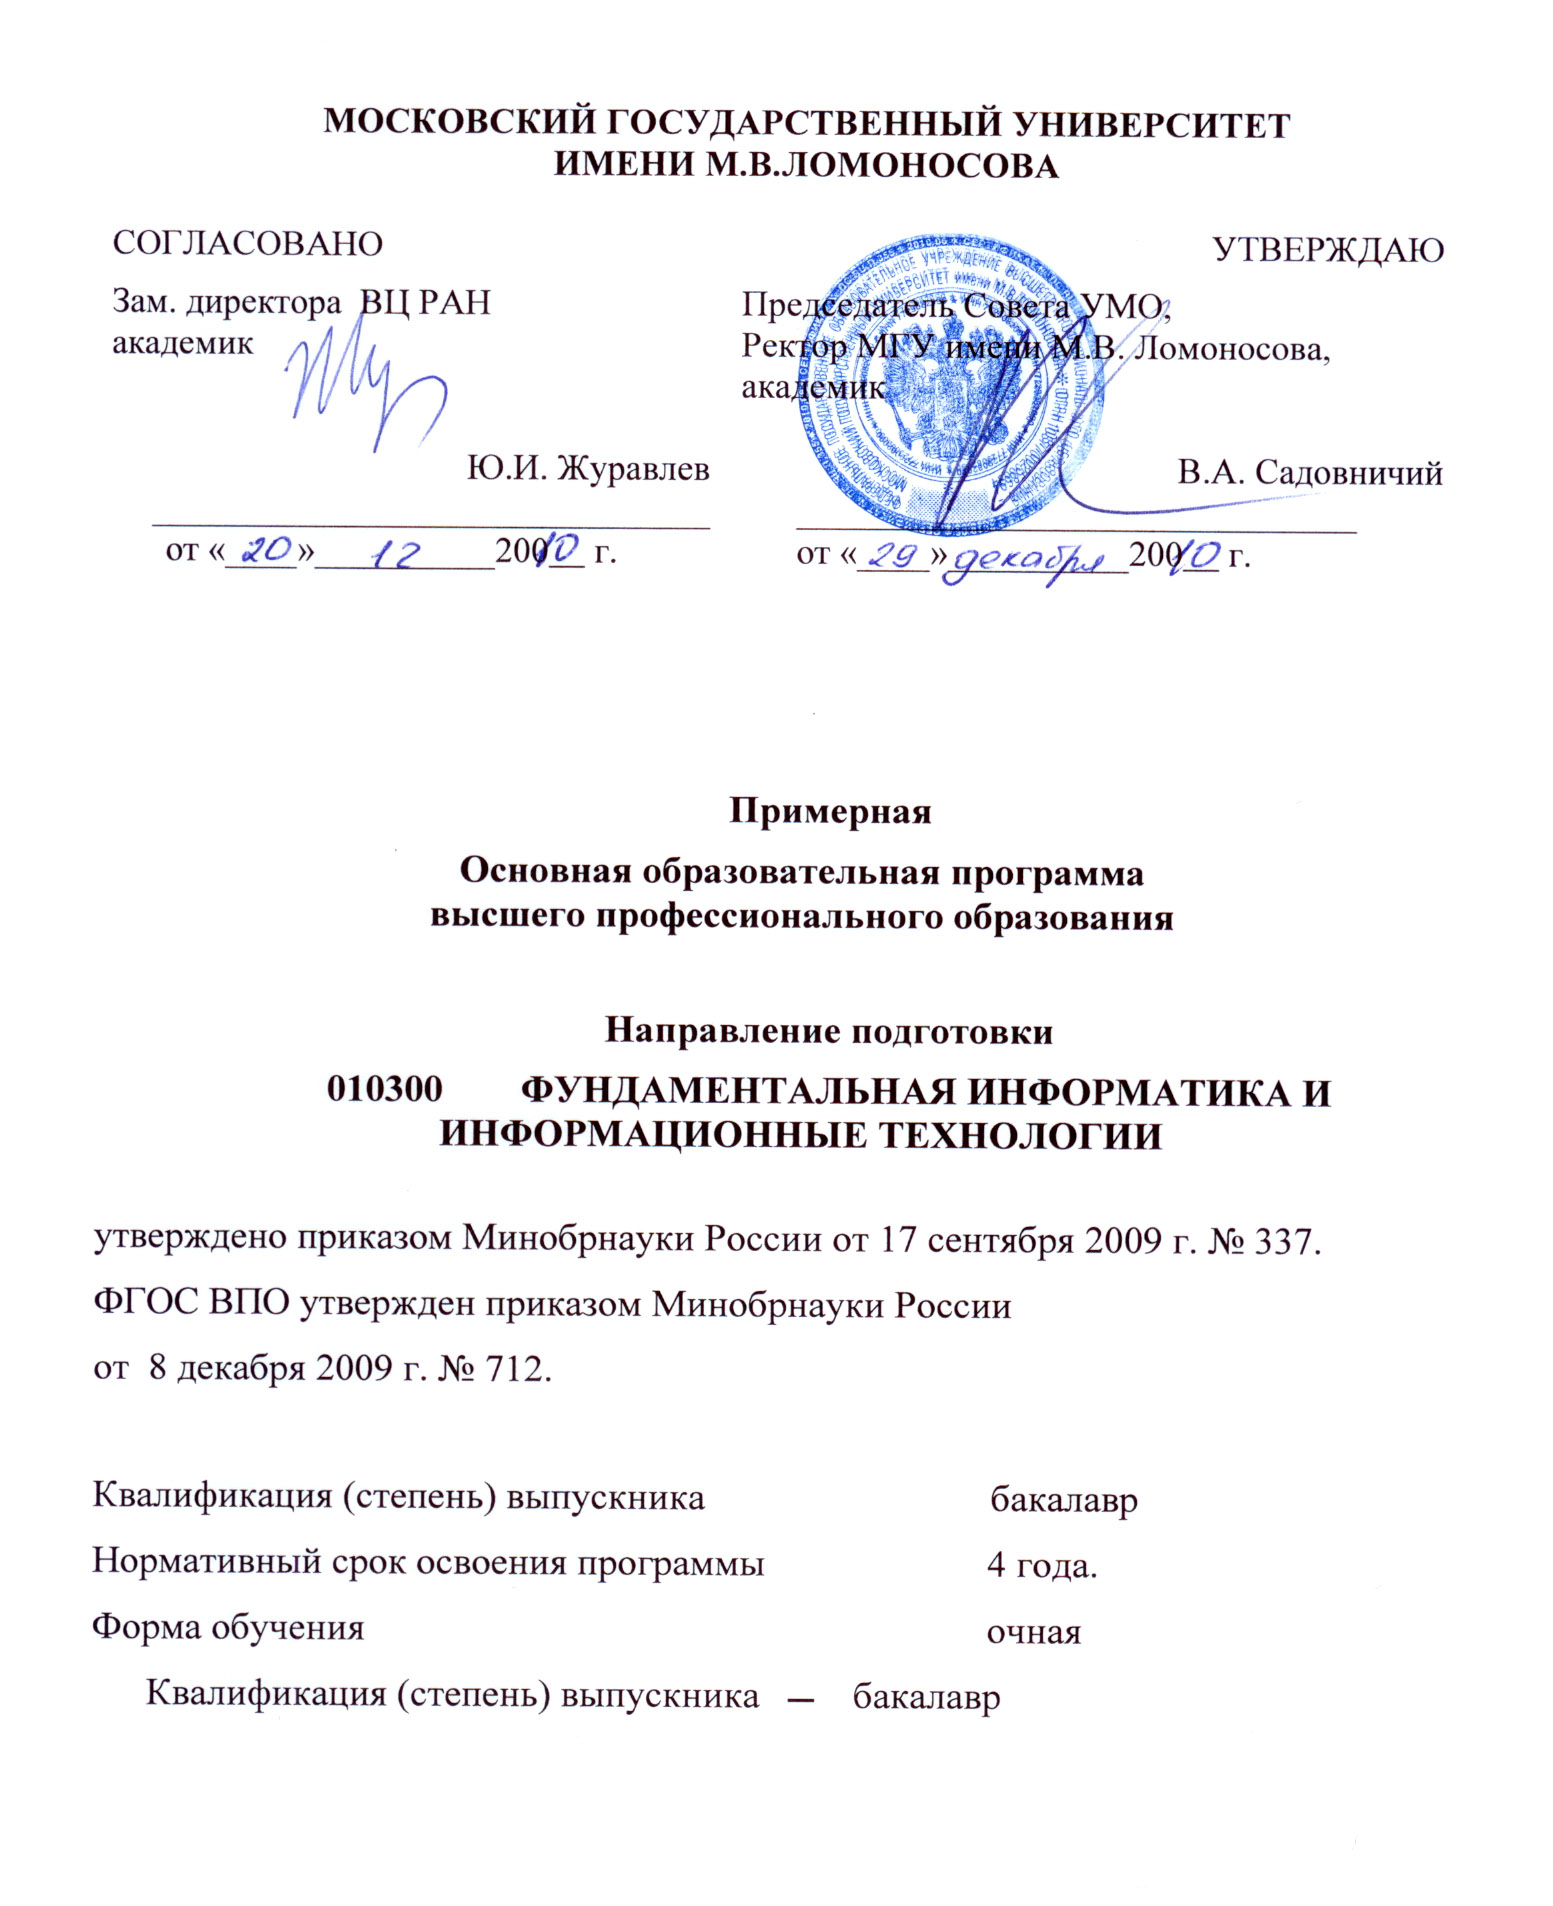 МОСКОВСКИЙ ГОСУДАРСТВЕННЫЙ УНИВЕРСИТЕТ
ИМЕНИ М.В.ЛОМОНОСОВА
СОГЛАСОВАНО
Зам. директора ВЦ РАН
академик
Ю.И. Журавлев
от «20» 12 20010 г.
УТВЕРЖДАЮ
Председатель Совета УМО,
Ректор МГУ имени М.В. Ломоносова,
академик
В.А. Садовничий
от «29» декабря 20010 г.
Примерная
Основная образовательная программа
высшего профессионального образования
Направление подготовки
010300 ФУНДАМЕНТАЛЬНАЯ ИНФОРМАТИКА И
ИНФОРМАЦИОННЫЕ ТЕХНОЛОГИИ
утверждено приказом Минобрнауки России от 17 сентября 2009 г. № 337.
ФГОС ВПО утвержден приказом Минобрнауки России
от 8 декабря 2009 г. № 712.
Квалификация (степень) выпускника бакалавр
Нормативный срок освоения программы 4 года.
Форма обучения очная
Квалификация (степень) выпускника — бакалавр